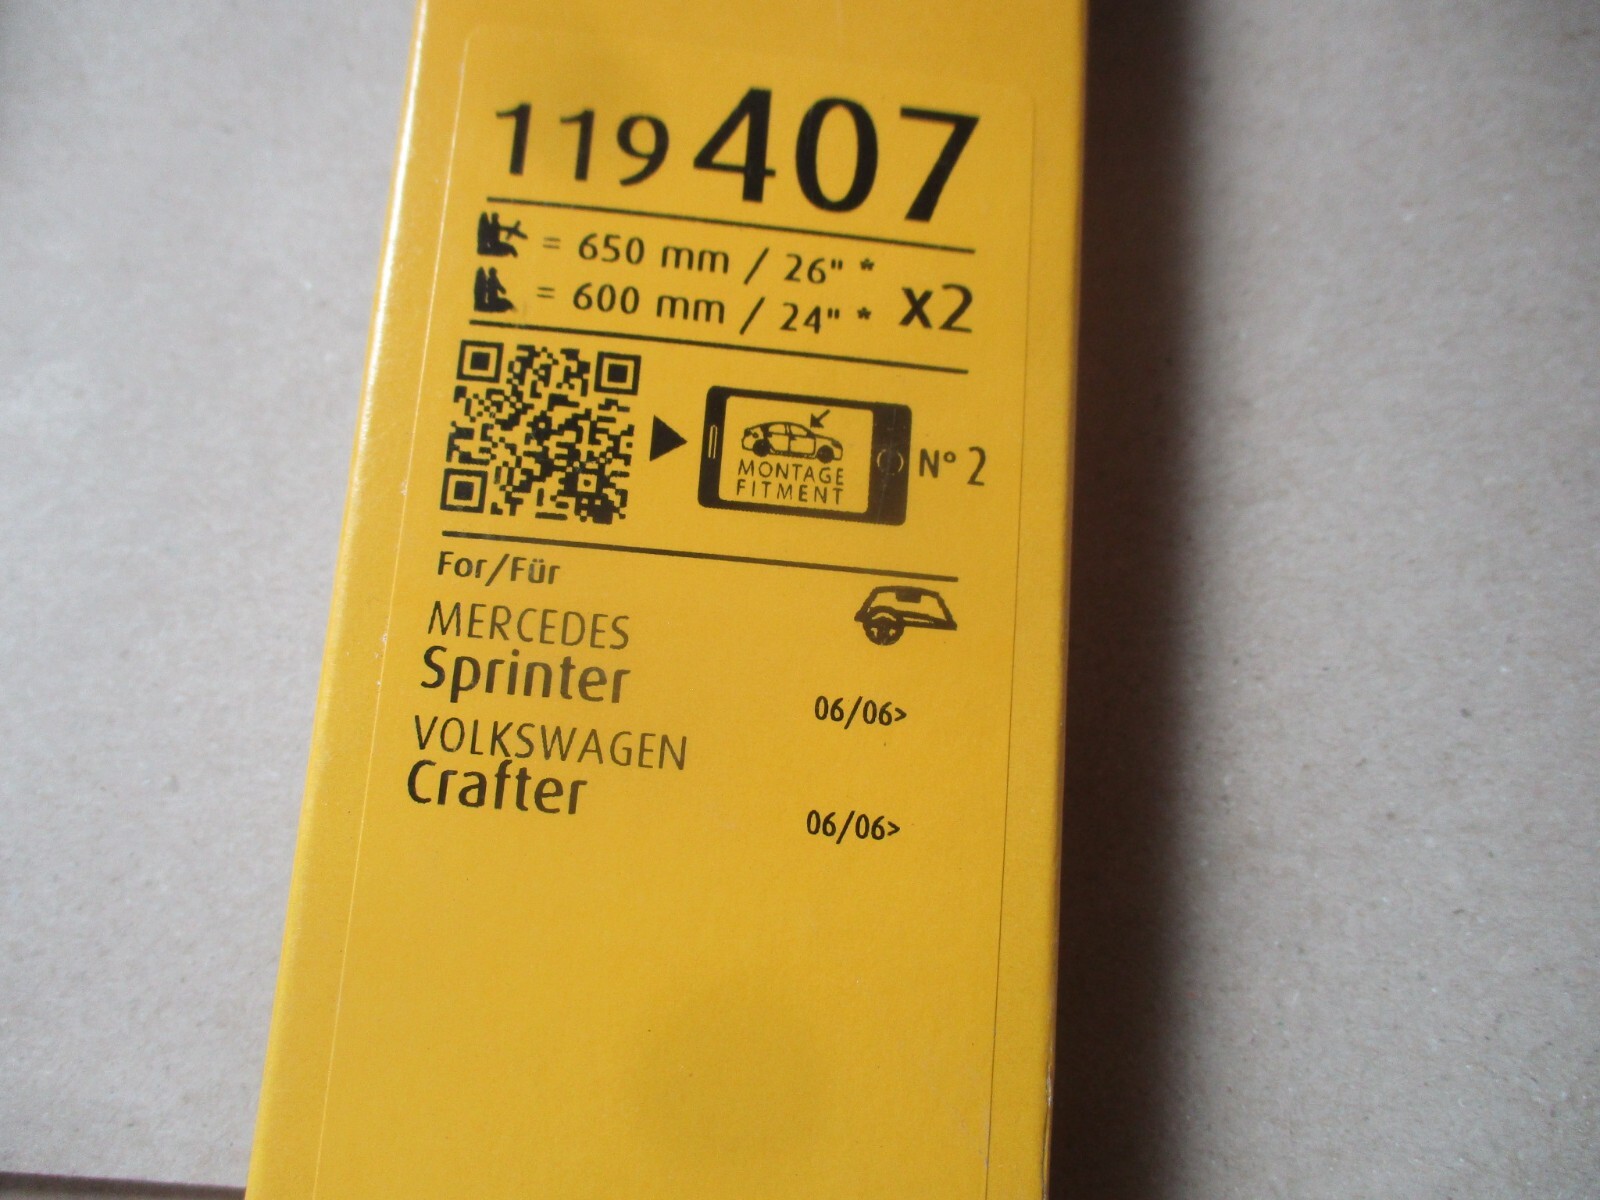 119 407
= 650 mm / 26" *
= 600 mm / 24" * x2
MONTAGE
FITMENT
N° 2
For/Für
MERCEDES
Sprinter 06/06>
VOLKSWAGEN
Crafter 06/06>